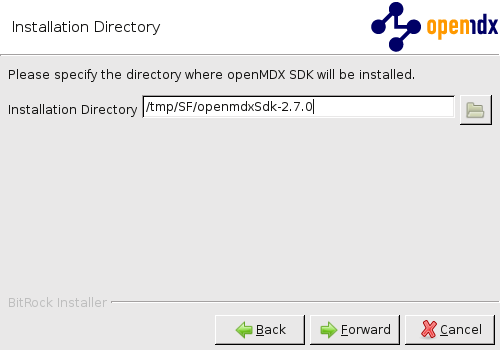 Installation Directory
openmdx
Please specify the directory where openMDX SDK will be installed.
Installation Directory /tmp/SF/openmdxSdk-2.7.0
BitRock Installer
Back Forward Cancel